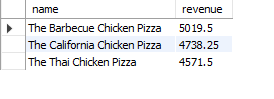 name revenue
The Barbecue Chicken Pizza 5019.5
The California Chicken Pizza 4738.25
The Thai Chicken Pizza 4571.5